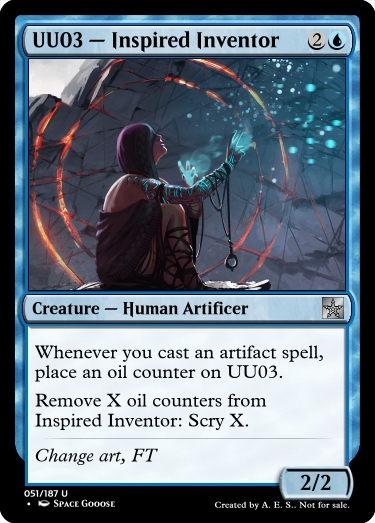 UU03 — Inspired Inventor 2
Creature — Human Artificer
Whenever you cast an artifact spell,
place an oil counter on UU03.
Remove X oil counters from
Inspired Inventor: Scry X.
Change art, FT
2/2
051/187 U
• Space Gooose
Created by A. E. S.. Not for sale.